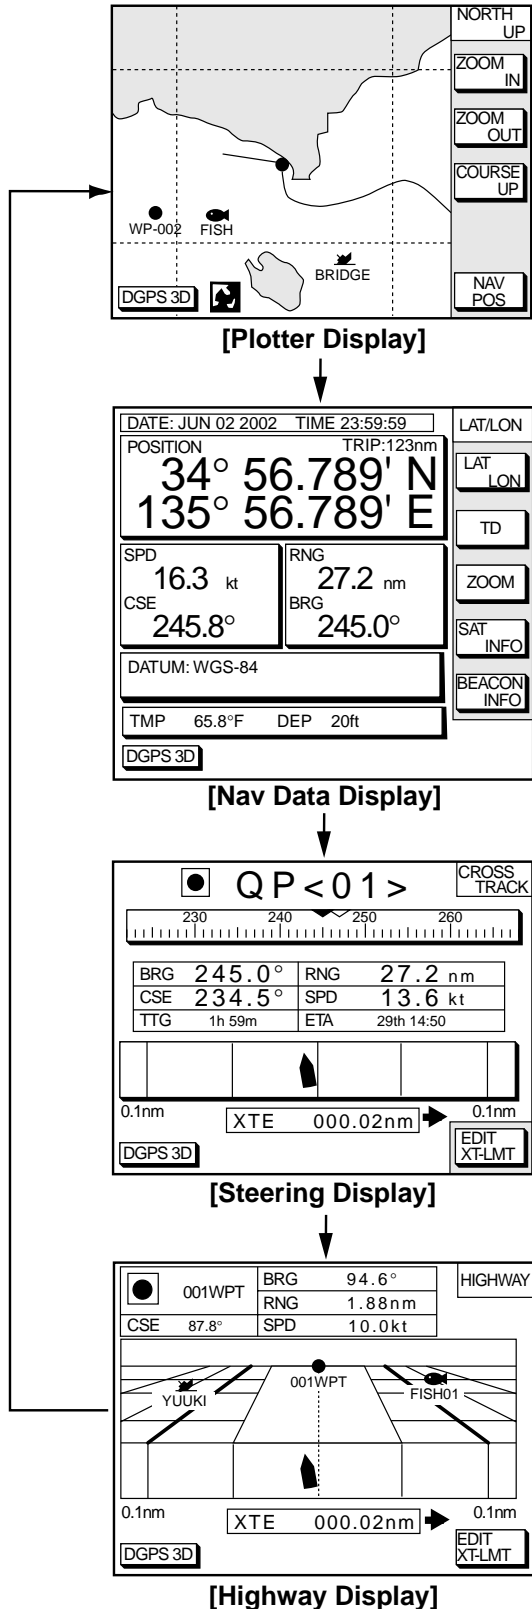 NORTH
UP
ZOOM
IN
ZOOM
OUT
COURSE
UP
WP-002 FISH
BRIDGE
DGPS 3D
NAV
POS
[Plotter Display]
DATE: JUN 02 2002 TIME 23:59:59 LAT/LON
POSITION TRIP:123nm
34° 56.789' N
135° 56.789' E
LAT
LON
TD
SPD RNG
16.3 kt 27.2 nm
CSE BRG
245.8° 245.0°
ZOOM
SAT
INFO
DATUM: WGS-84
BEACON
INFO
TMP 65.8°F DEP 20ft
DGPS 3D
[Nav Data Display]
QP<01>
CROSS
TRACK
230 240 250 260
BRG 245.0° RNG 27.2 nm
CSE 234.5° SPD 13.6 kt
TTG 1h 59m ETA 29th 14:50
0.1nm 0.1nm
XTE 000.02nm
DGPS 3D
EDIT
XT-LMT
[Steering Display]
001WPT BRG 94.6° HIGHWAY
RNG 1.88nm
CSE 87.8° SPD 10.0kt
YUUKI 001WPT FISH01
0.1nm 0.1nm
XTE 000.02nm
DGPS 3D
EDIT
XT-LMT
[Highway Display]